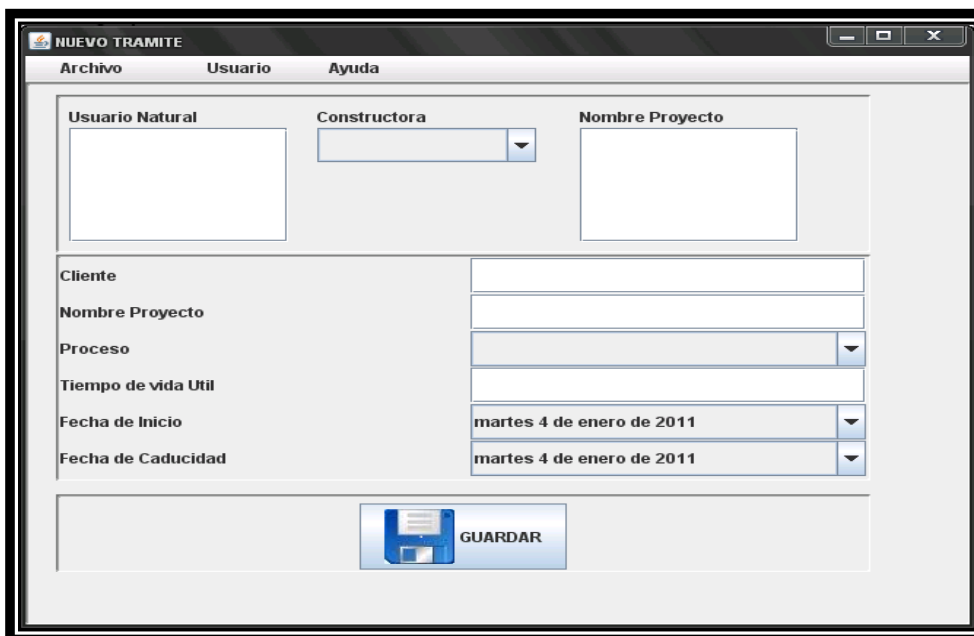 NUEVO TRAMITE
Archivo Usuario Ayuda
Usuario Natural Constructora Nombre Proyecto
Cliente
Nombre Proyecto
Proceso
Tiempo de vida Util
Fecha de Inicio martes 4 de enero de 2011
Fecha de Caducidad martes 4 de enero de 2011
GUARDAR